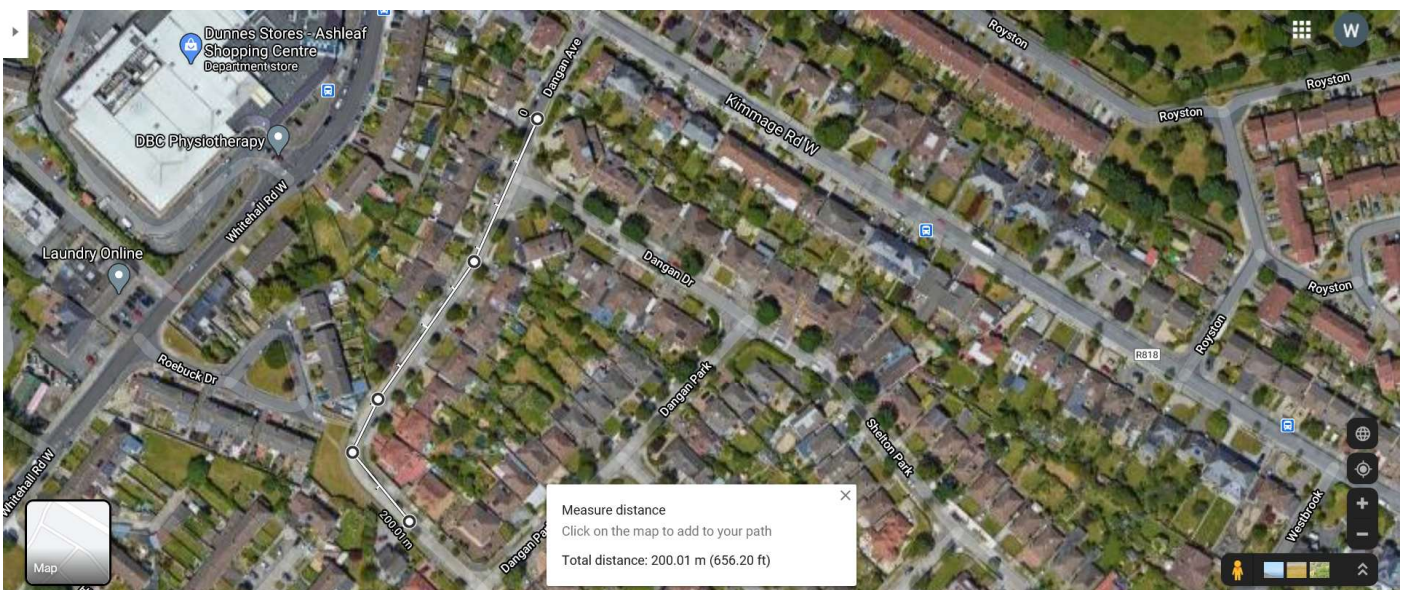 Dunnes Stores - Ashleaf
Shopping Centre
Department store
DBC Physiotherapy
Whitehall Rd W
Laundry Online
Roebuck Dr
Whitehall Rd W
0
Dangan Ave
Kimmage Rd W
Royston
Royston
Royston
Royston
Royston
W
Dangan Dr
Dangan Park
Shelton Park
R818
Westbrook
200.01 m
Dangan Pa
Measure distance
Click on the map to add to your path
Total distance: 200.01 m (656.20 ft)
Map